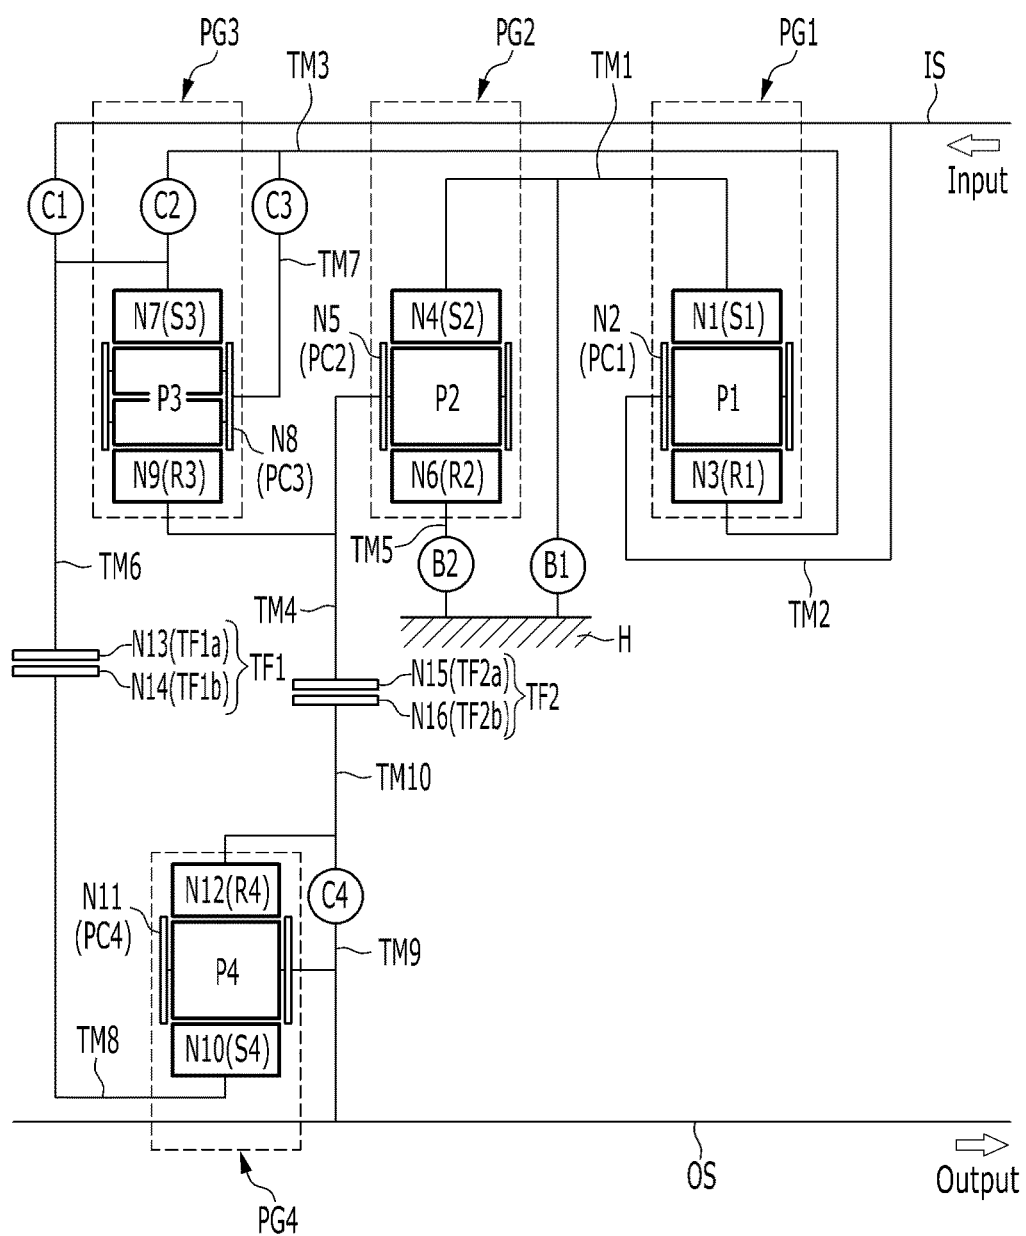 PG3
PG2
PG1
TM3
TM1
IS
Input
C1
C2
C3
TM7
N7(S3)
N5
(PC2)
N4(S2)
N2
(PC1)
N1(S1)
P3
P2
P1
N8
(PC3)
N9(R3)
N6(R2)
N3(R1)
TM5
B2
B1
TM6
TM4
TM2
H
N13(TF1a)
N14(TF1b)
TF1
N15(TF2a)
N16(TF2b)
TF2
TM10
N12(R4)
C4
N11
(PC4)
P4
TM9
N10(S4)
TM8
OS
Output
PG4